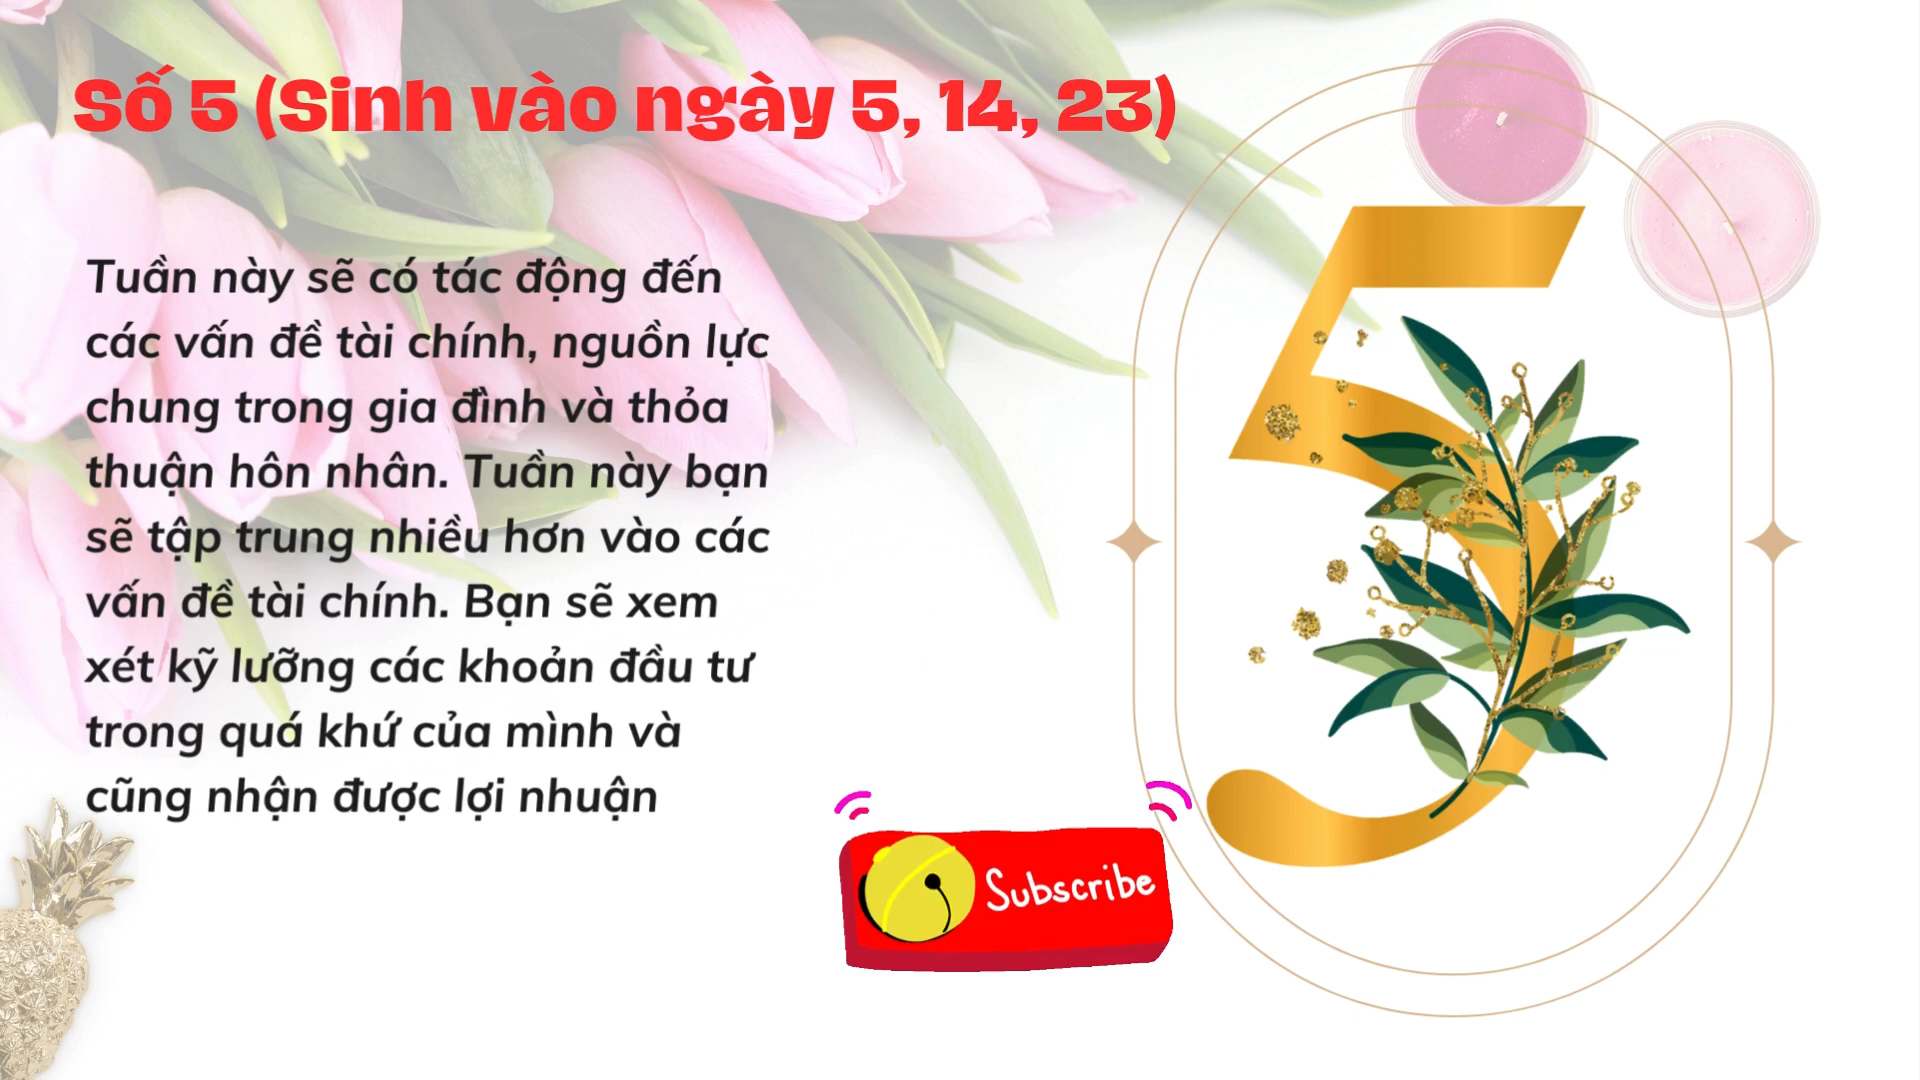 Số 5 (Sinh vào ngày 5, 14, 23)
Tuần này sẽ có tác động đến
các vấn đề tài chính, nguồn lực
chung trong gia đình và thỏa
thuận hôn nhân. Tuần này bạn
sẽ tập trung nhiều hơn vào các
vấn đề tài chính. Bạn sẽ xem
xét kỹ lưỡng các khoản đầu tư
trong quá khứ của mình và
cũng nhận được lợi nhuận
5
Subscribe